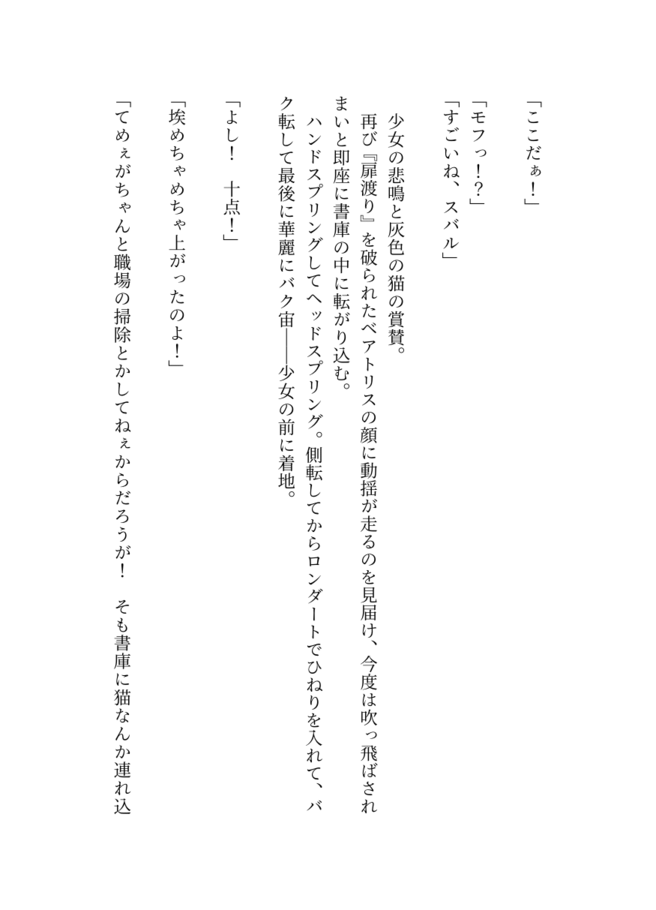 「ここだぁ！」
「モフっ！？」
「すごいね、スバル」
少女の悲鳴と灰色の猫の賞賛。
再び『扉渡り』を破られたベアトリスの顔に動揺が走るのを見届け、今度は吹っ飛ばされ
まいと即座に書庫の中に転がり込む。
ハンドスプリングしてヘッドスプリング。側転してからロンダートでひねりを入れて、バ
ク転して最後に華麗にバク宙――少女の前に着地。
「よし！　十点！」
「埃めちゃめちゃ上がったのよ！」
「てめぇがちゃんと職場の掃除とかしてねぇからだろうが！　そも書庫に猫なんか連れ込